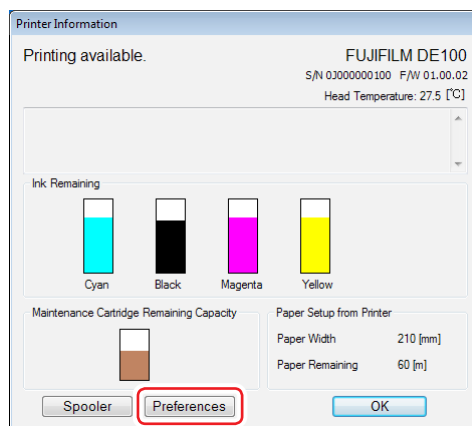 Printer Information
Printing available.
FUJIFILM DE100
S/N 0J000000100 F/W 01.00.02
Head Temperature: 27.5 [℃]
Ink Remaining
Cyan Black Magenta Yellow
Maintenance Cartridge Remaining Capacity
Paper Setup from Printer
Paper Width 210 [mm]
Paper Remaining 60 [m]
Spooler Preferences OK